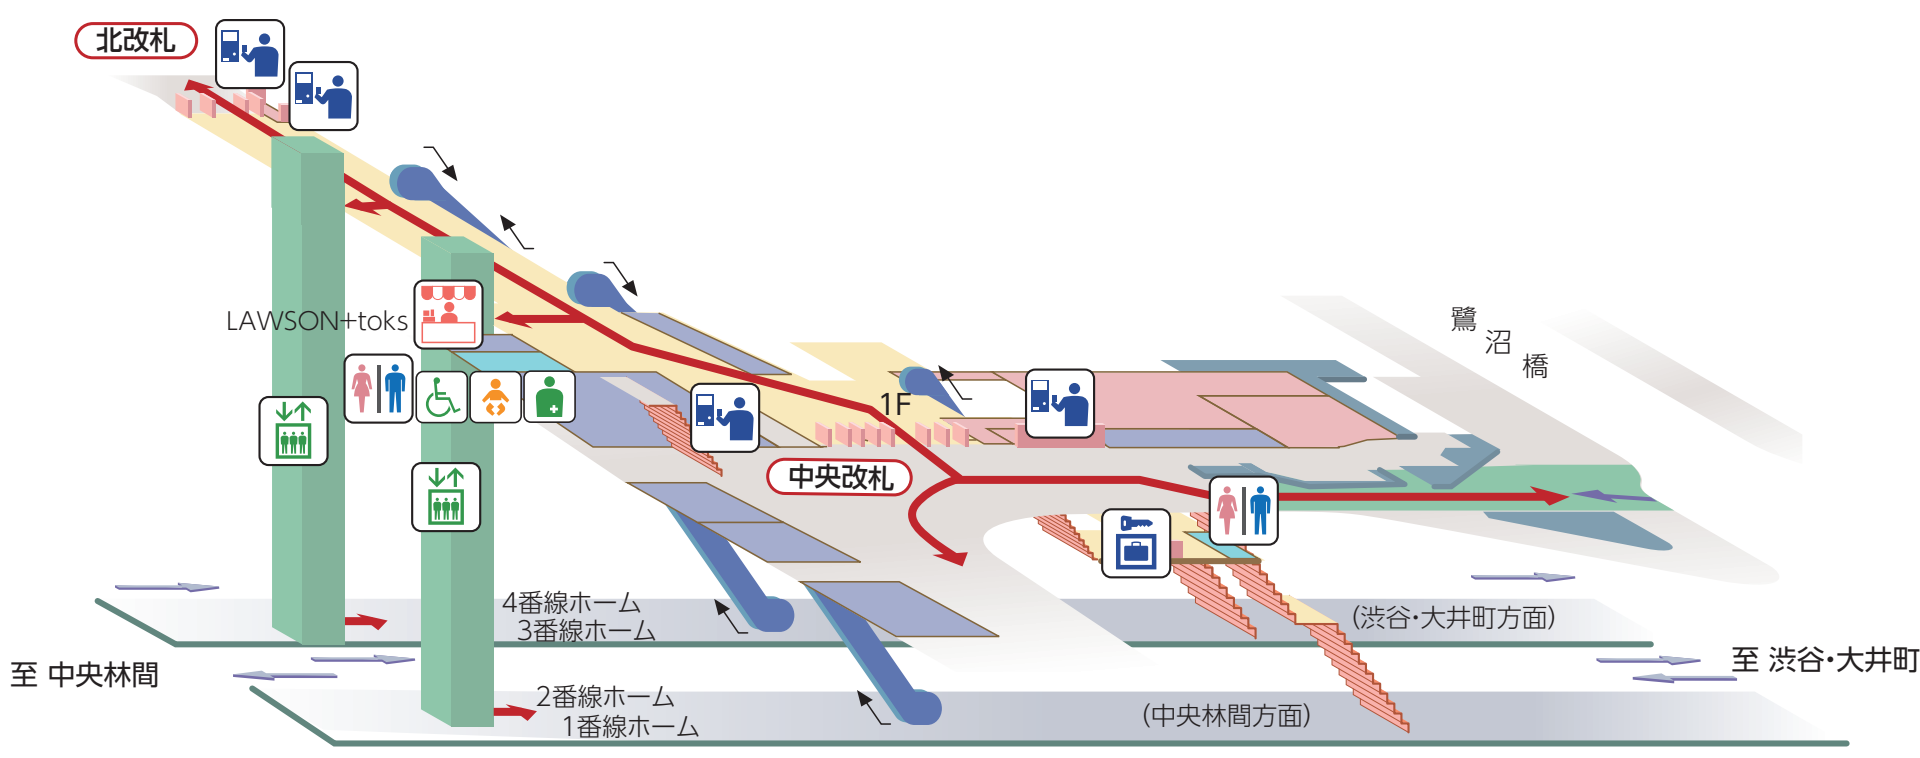 北改札
LAWSON+toks
1F
中央改札
鷺沼橋
4番線ホーム
3番線ホーム
(渋谷・大井町方面)
至 中央林間
至 渋谷・大井町
2番線ホーム
1番線ホーム
(中央林間方面)